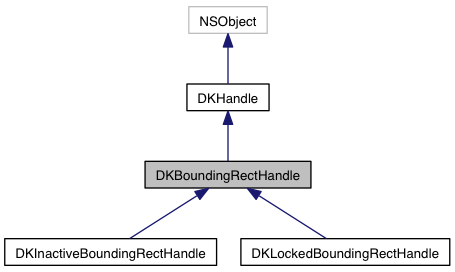 NSObject
DKHandle
DKBoundingRectHandle
DKInactiveBoundingRectHandle
DKLockedBoundingRectHandle